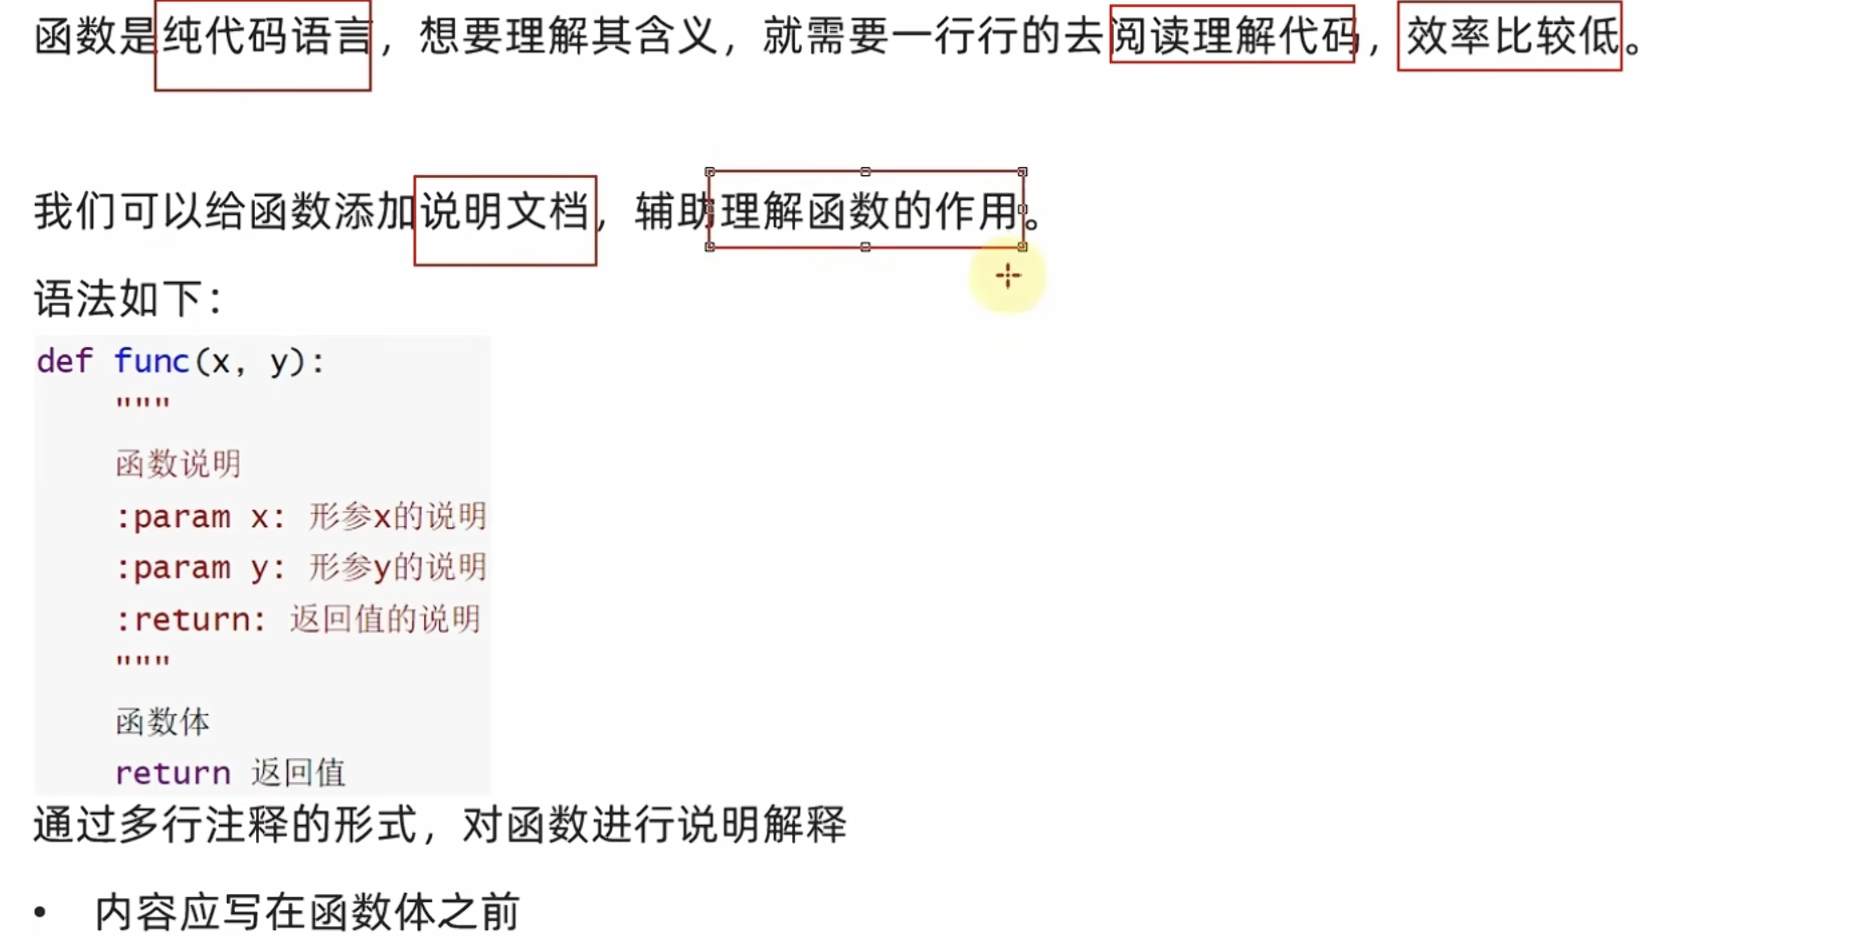 函数是纯代码语言，想要理解其含义，就需要一行行的去阅读理解代码，效率比较低。
我们可以给函数添加说明文档，辅助理解函数的作用。
语法如下：
def func(x, y):
    """
    函数说明
    :param x: 形参x的说明
    :param y: 形参y的说明
    :return: 返回值的说明
    """
    函数体
    return 返回值
通过多行注释的形式，对函数进行说明解释
• 内容应写在函数体之前